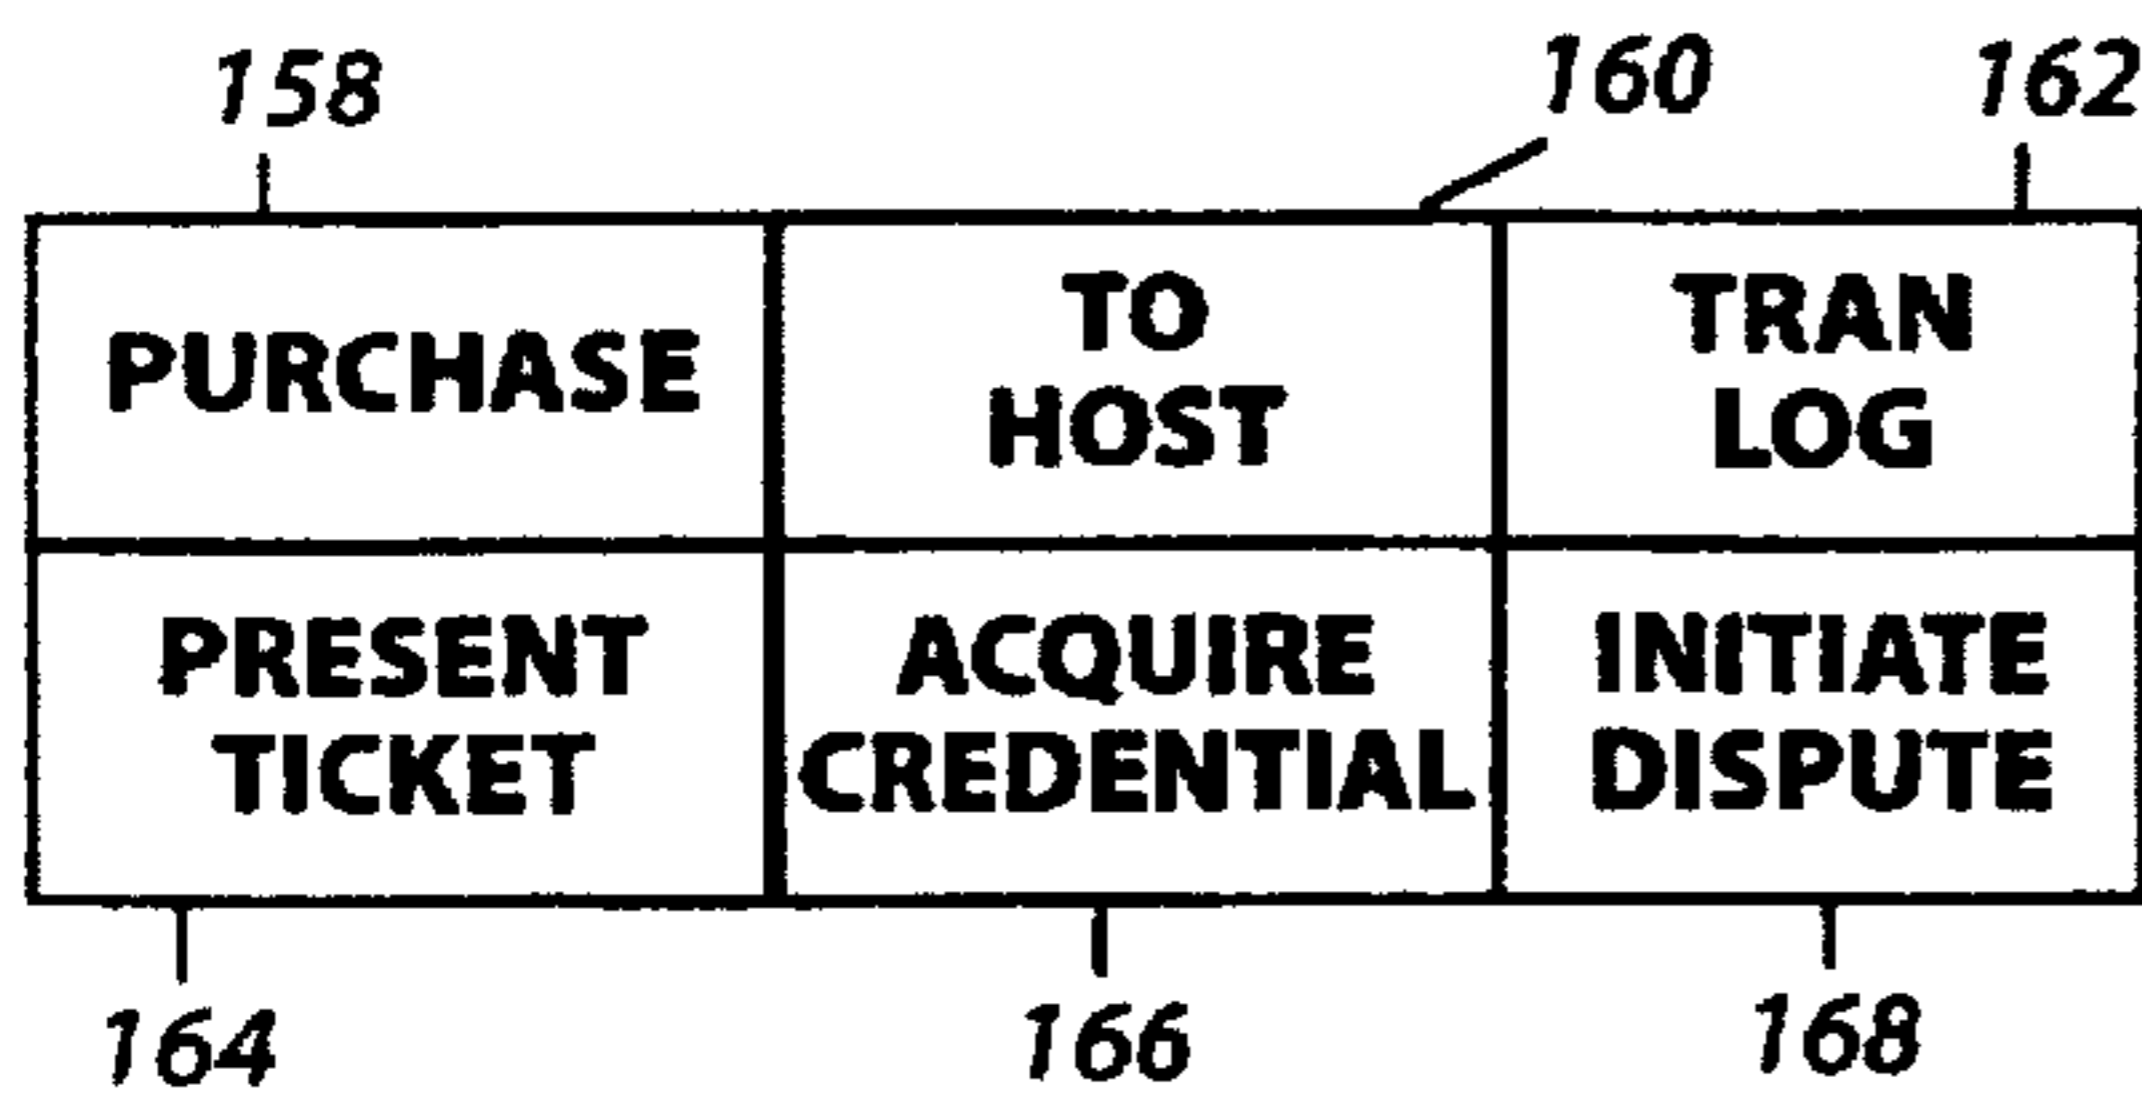 158
160
162
PURCHASE
TO
HOST
TRAN
LOG
PRESENT
TICKET
ACQUIRE
CREDENTIAL
INITIATE
DISPUTE
164
166
168